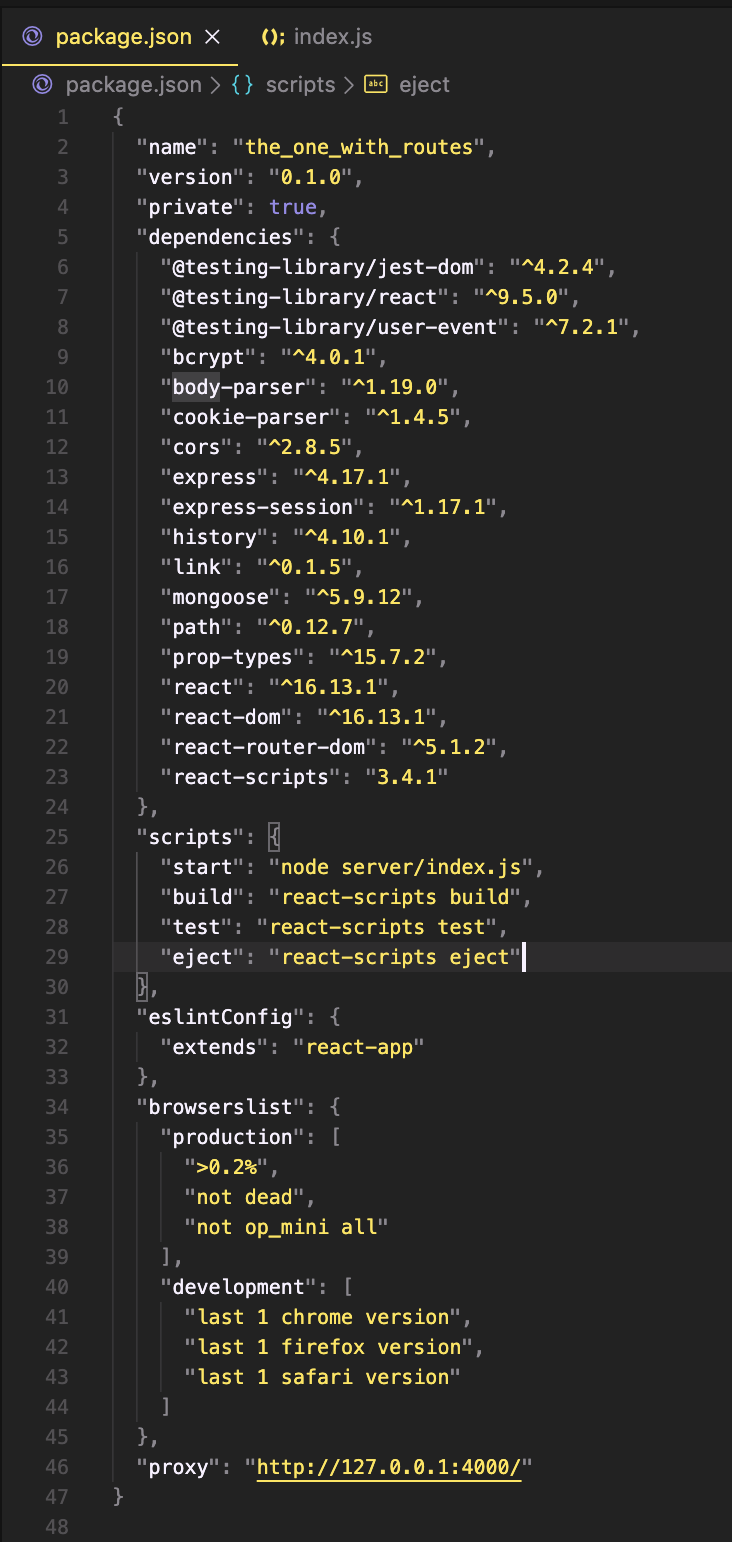 package.json × (); index.js
package.json > {} scripts > abc eject
1 {
2 "name": "the_one_with_routes",
3 "version": "0.1.0",
4 "private": true,
5 "dependencies": {
6 "@testing-library/jest-dom": "^4.2.4",
7 "@testing-library/react": "^9.5.0",
8 "@testing-library/user-event": "^7.2.1",
9 "bcrypt": "^4.0.1",
10 "body-parser": "^1.19.0",
11 "cookie-parser": "^1.4.5",
12 "cors": "^2.8.5",
13 "express": "^4.17.1",
14 "express-session": "^1.17.1",
15 "history": "^4.10.1",
16 "link": "^0.1.5",
17 "mongoose": "^5.9.12",
18 "path": "^0.12.7",
19 "prop-types": "^15.7.2",
20 "react": "^16.13.1",
21 "react-dom": "^16.13.1",
22 "react-router-dom": "^5.1.2",
23 "react-scripts": "3.4.1"
24 },
25 "scripts": {
26 "start": "node server/index.js",
27 "build": "react-scripts build",
28 "test": "react-scripts test",
29 "eject": "react-scripts eject"
30 },
31 "eslintConfig": {
32 "extends": "react-app"
33 },
34 "browserslist": {
35 "production": [
36 ">0.2%",
37 "not dead",
38 "not op_mini all"
39 ],
40 "development": [
41 "last 1 chrome version",
42 "last 1 firefox version",
43 "last 1 safari version"
44 ]
45 },
46 "proxy": "http://127.0.0.1:4000/"
47 }
48